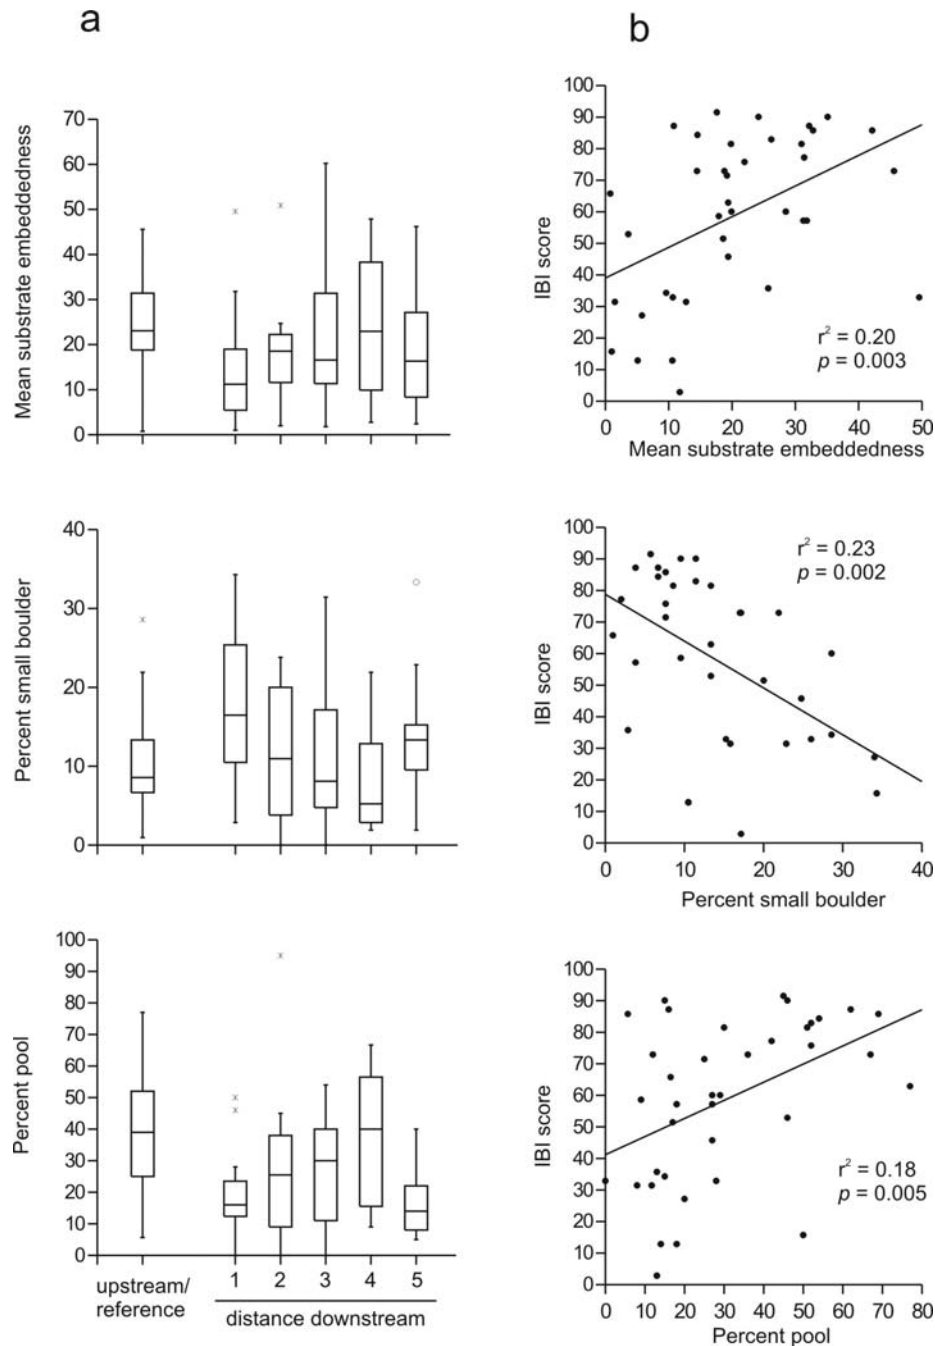 a
b
70
60
50
40
30
20
10
0
Mean substrate embeddedness
100
90
80
70
60
50
40
30
20
10
0
IBI score
r² = 0.20
p = 0.003
0 10 20 30 40 50
Mean substrate embeddedness
40
30
20
10
0
Percent small boulder
100
90
80
70
60
50
40
30
20
10
0
IBI score
r² = 0.23
p = 0.002
0 10 20 30 40
Percent small boulder
100
90
80
70
60
50
40
30
20
10
0
Percent pool
upstream/
reference
1 2 3 4 5
distance downstream
100
90
80
70
60
50
40
30
20
10
0
IBI score
r² = 0.18
p = 0.005
0 10 20 30 40 50 60 70 80
Percent pool